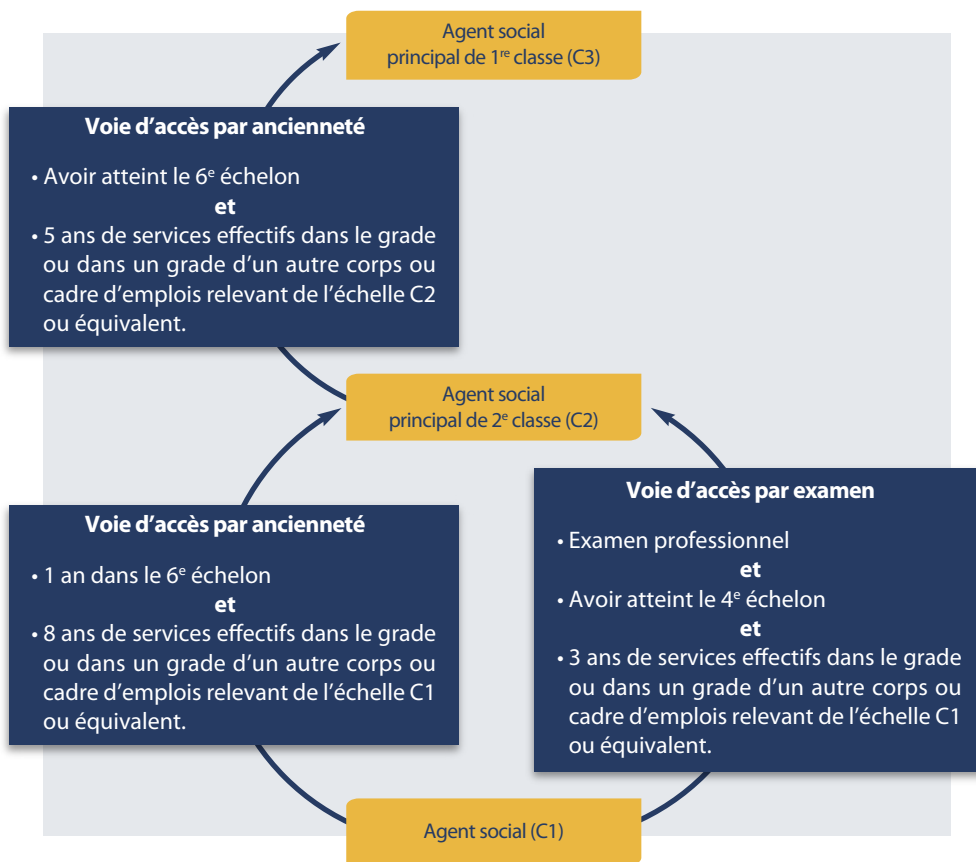 Agent social
principal de 1re classe (C3)
Voie d’accès par ancienneté
• Avoir atteint le 6e échelon
et
• 5 ans de services effectifs dans le grade
ou dans un grade d’un autre corps ou
cadre d’emplois relevant de l’échelle C2
ou équivalent.
Agent social
principal de 2e classe (C2)
Voie d’accès par ancienneté
• 1 an dans le 6e échelon
et
• 8 ans de services effectifs dans le grade
ou dans un grade d’un autre corps ou
cadre d’emplois relevant de l’échelle C1
ou équivalent.
Voie d’accès par examen
• Examen professionnel
et
• Avoir atteint le 4e échelon
et
• 3 ans de services effectifs dans le grade
ou dans un grade d’un autre corps ou
cadre d’emplois relevant de l’échelle C1
ou équivalent.
Agent social (C1)